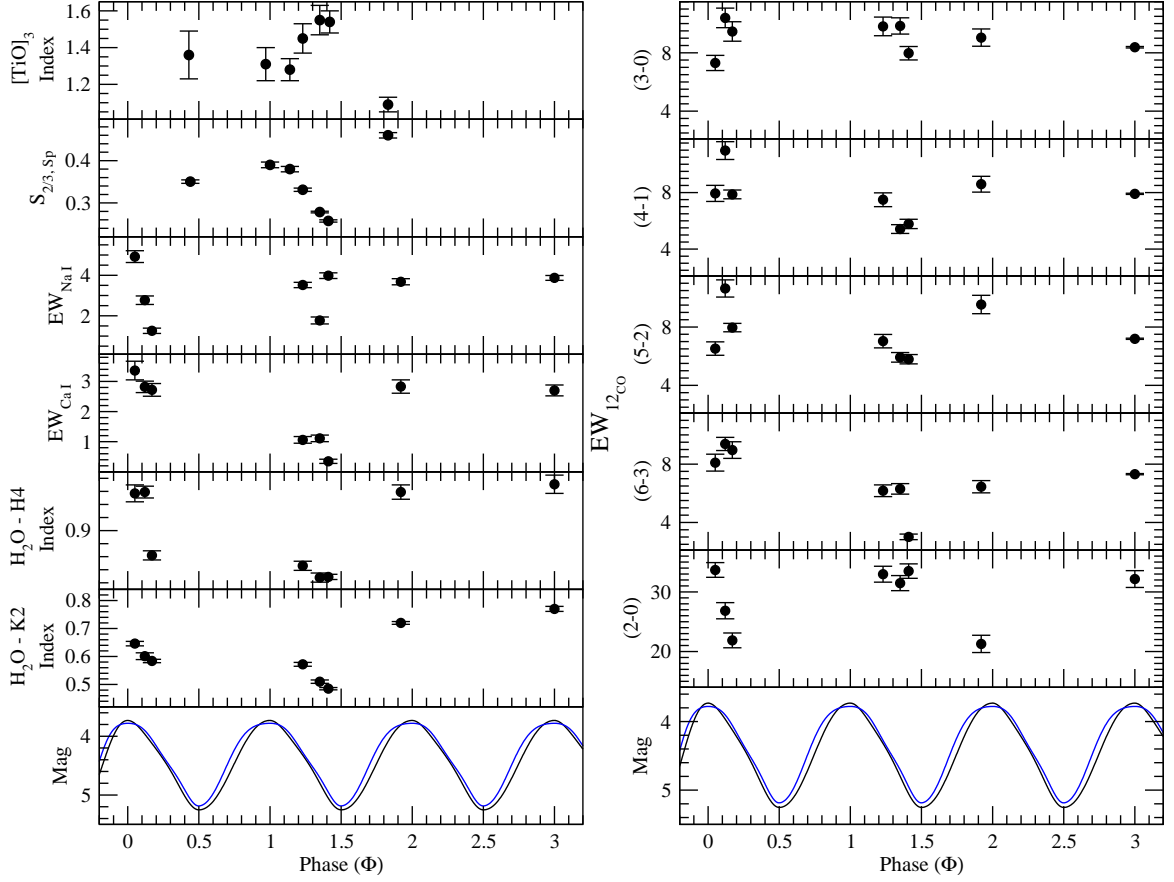 [TiO]3
Index
1.6
1.4
1.2
S2/3, Sp
0.4
0.3
EWNa I
4
2
EWCa I
3
2
1
H2O - H4
Index
0.9
H2O - K2
Index
0.8
0.7
0.6
0.5
Mag
4
5
0 0.5 1 1.5 2 2.5 3
Phase (Φ)
EW12CO
(3-0)
8
4
(4-1)
8
4
(5-2)
8
4
(6-3)
8
4
(2-0)
30
20
Mag
4
5
0 0.5 1 1.5 2 2.5 3
Phase (Φ)